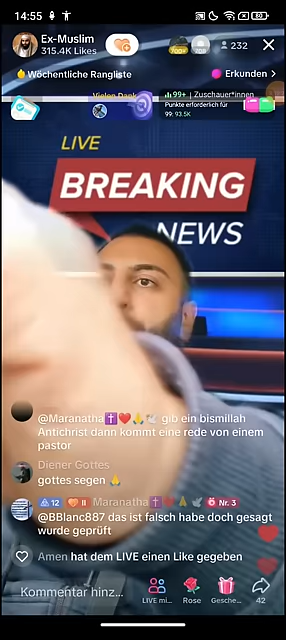 14:55
80
Ex-Muslim
315.4K Likes
232
Wöchentliche Rangliste
Erkunden >
Vielen Dank
99+ | Zuschauer*innen
Punkte erforderlich für
99: 93.5K
LIVE
BREAKING
NEWS
@Maranatha gib ein bismillah
Antichrist dann kommt eine rede von einem
pastor
Diener Gottes
gottes segen
12 II Maranatha Nr. 3
@BBlanc887 das ist falsch habe doch gesagt
wurde geprüft
Amen hat dem LIVE einen Like gegeben
Kommentar hinz...
LIVE mi... Rose Gesche... 42